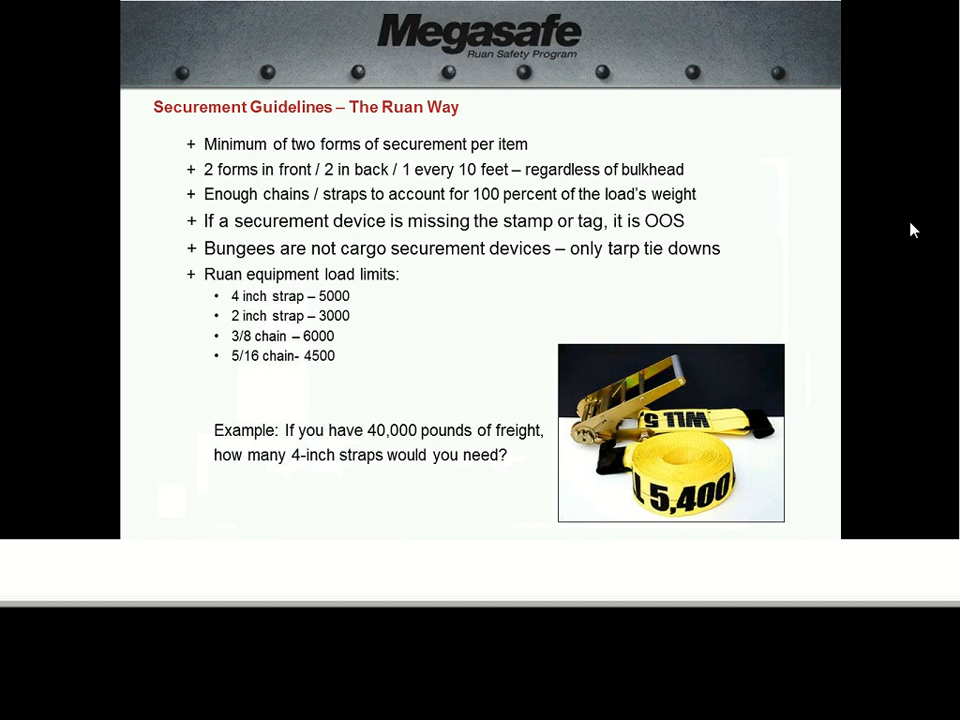 Megasafe
Ruan Safety Program
Securement Guidelines – The Ruan Way
+ Minimum of two forms of securement per item
+ 2 forms in front / 2 in back / 1 every 10 feet – regardless of bulkhead
+ Enough chains / straps to account for 100 percent of the load's weight
+ If a securement device is missing the stamp or tag, it is OOS
+ Bungees are not cargo securement devices – only tarp tie downs
+ Ruan equipment load limits:
• 4 inch strap – 5000
• 2 inch strap – 3000
• 3/8 chain – 6000
• 5/16 chain- 4500
Example: If you have 40,000 pounds of freight,
how many 4-inch straps would you need?
WLL 5
L 5,400